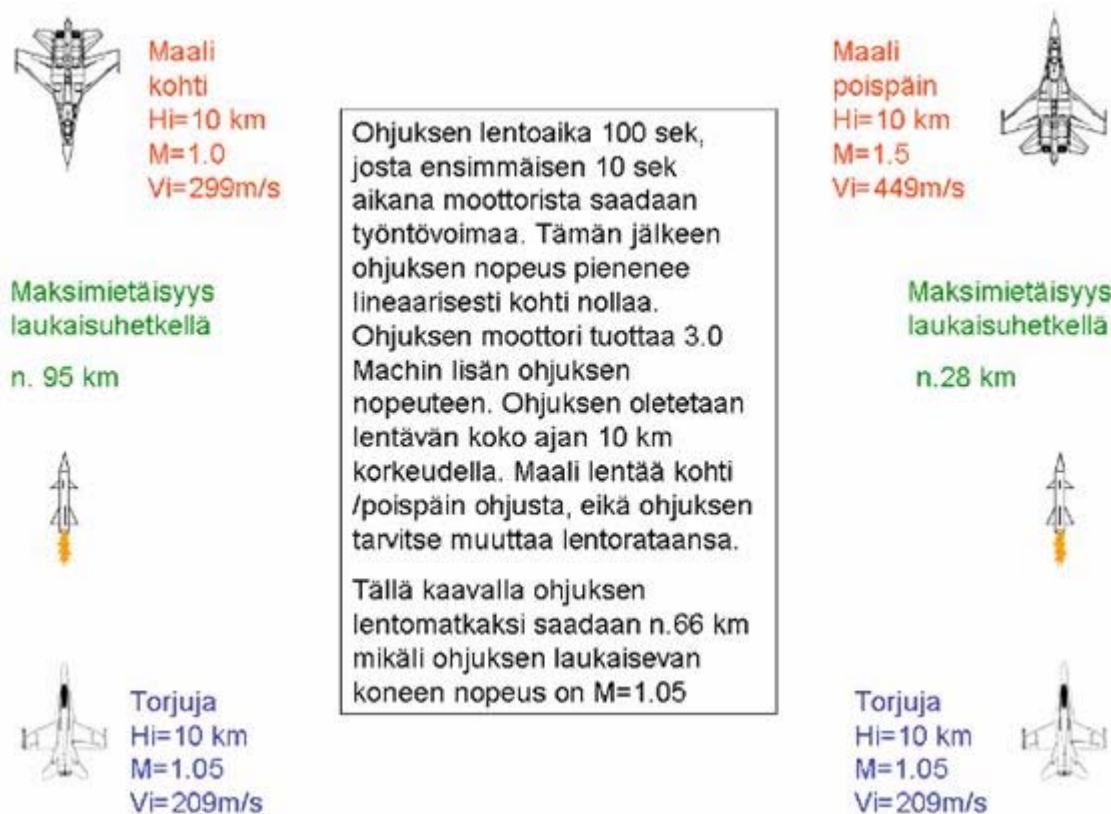 Maali
kohti
Hi=10 km
M=1.0
Vi=299m/s
Maksimietäisyys
laukaisuhetkellä
n. 95 km
Torjuja
Hi=10 km
M=1.05
Vi=209m/s
Ohjuksen lentoaika 100 sek,
josta ensimmäisen 10 sek
aikana moottorista saadaan
työntövoimaa. Tämän jälkeen
ohjuksen nopeus pienenee
lineaarisesti kohti nollaa.
Ohjuksen moottori tuottaa 3.0
Machin lisän ohjuksen
nopeuteen. Ohjuksen oletetaan
lentävän koko ajan 10 km
korkeudella. Maali lentää kohti
/poispäin ohjusta, eikä ohjuksen
tarvitse muuttaa lentorataansa.
Tällä kaavalla ohjuksen
lentomatkaksi saadaan n.66 km
mikäli ohjuksen laukaisevan
koneen nopeus on M=1.05
Maali
poispäin
Hi=10 km
M=1.5
Vi=449m/s
Maksimietäisyys
laukaisuhetkellä
n.28 km
Torjuja
Hi=10 km
M=1.05
Vi=209m/s